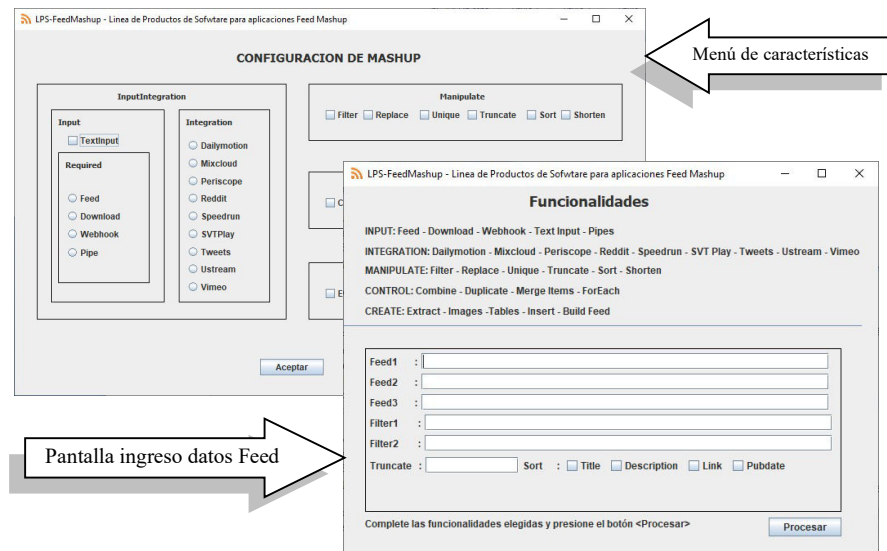 LPS-FeedMashup - Linea de Productos de Sofwtare para aplicaciones Feed Mashup
CONFIGURACION DE MASHUP
Menú de características
InputIntegration
Input
TextInput
Required
Feed
Download
Webhook
Pipe
Integration
Dailymotion
Mixcloud
Periscope
Reddit
Speedrun
SVTPlay
Tweets
Ustream
Vimeo
Manipulate
Filter Replace Unique Truncate Sort Shorten
C
E
Aceptar
LPS-FeedMashup - Linea de Productos de Sofwtare para aplicaciones Feed Mashup
Funcionalidades
INPUT: Feed - Download - Webhook - Text Input - Pipes
INTEGRATION: Dailymotion - Mixcloud - Periscope - Reddit - Speedrun - SVT Play - Tweets - Ustream - Vimeo
MANIPULATE: Filter - Replace - Unique - Truncate - Sort - Shorten
CONTROL: Combine - Duplicate - Merge Items - ForEach
CREATE: Extract - Images -Tables - Insert - Build Feed
Feed1 :
Feed2 :
Feed3 :
Filter1 :
Filter2 :
Truncate : Sort : Title Description Link Pubdate
Complete las funcionalidades elegidas y presione el botón <Procesar>
Procesar
Pantalla ingreso datos Feed